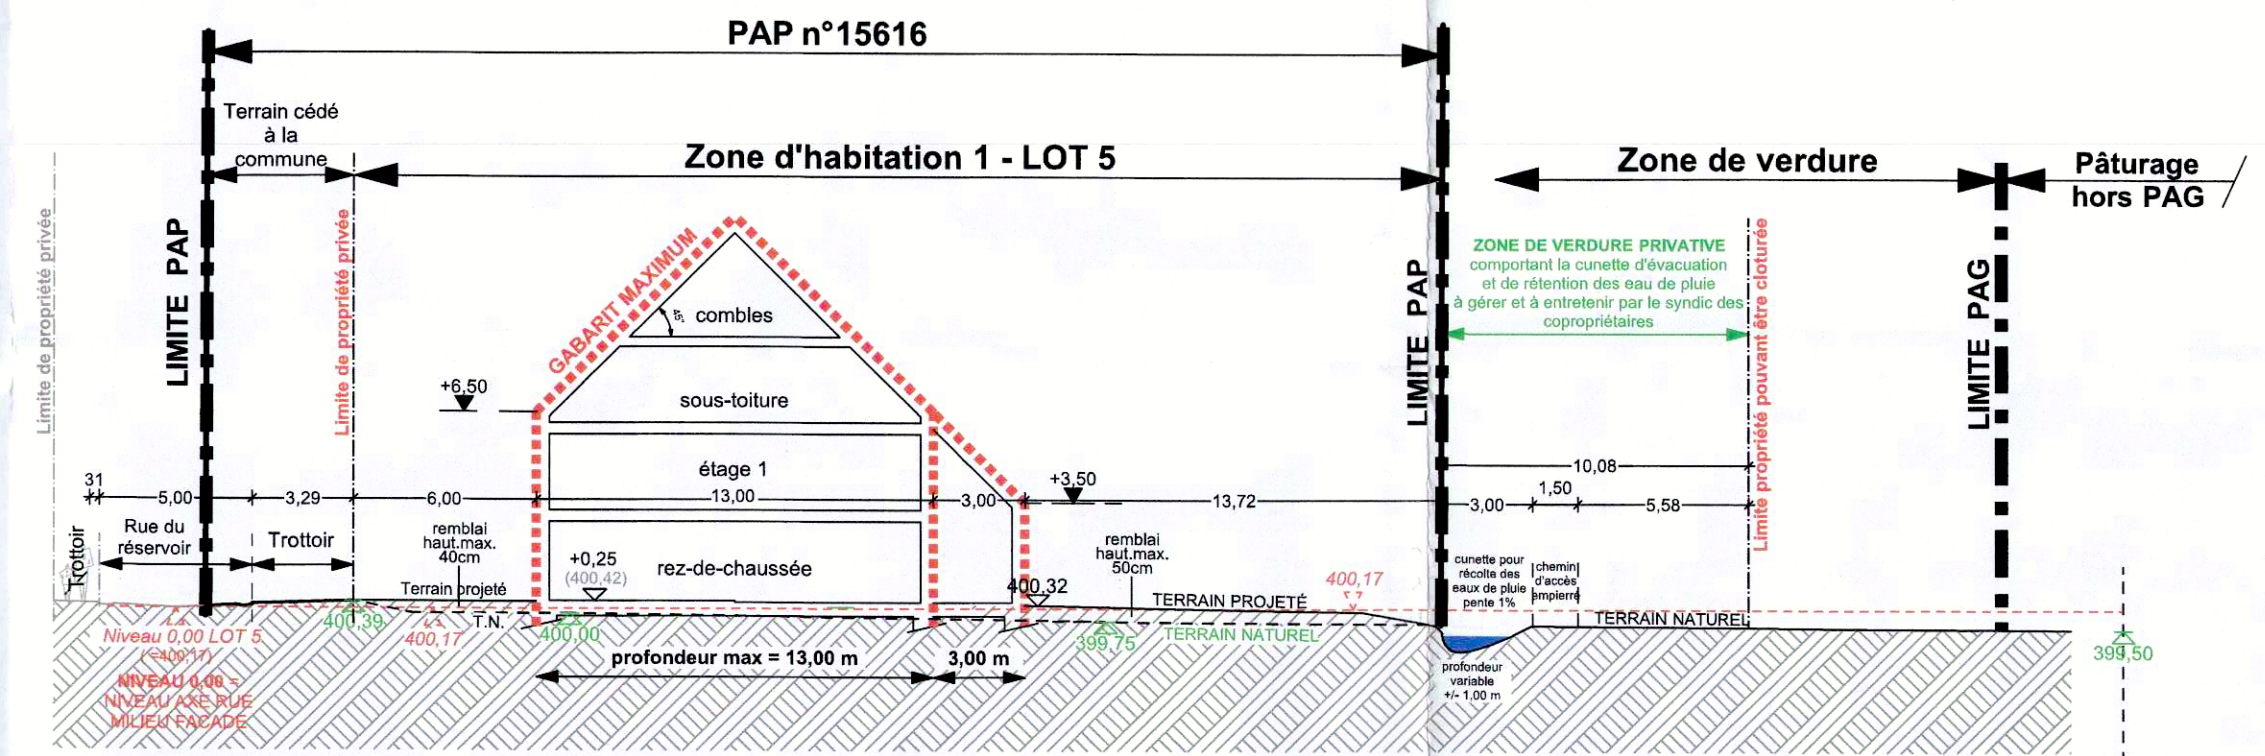 PAP n°15616
Terrain cédé
à la
commune
Zone d'habitation 1 - LOT 5
Zone de verdure
Pâturage
hors PAG
Limite de propriété privée
LIMITE PAP
Limite de propriété privée
GABARIT MAXIMUM
45°
combles
sous-toiture
étage 1
rez-de-chaussée
+6,50
+3,50
+0,25
(400,42)
LIMITE PAP
ZONE DE VERDURE PRIVATIVE
comportant la cunette d'évacuation
et de rétention des eau de pluie
à gérer et à entretenir par le syndic des
copropriétaires
Limite propriété pouvant être cloturée
LIMITE PAG
10,08
31
5,00
3,29
6,00
13,00
3,00
13,72
3,00
1,50
5,58
Trottoir
Rue du
réservoir
Trottoir
remblai
haut.max.
40cm
Terrain projeté
T.N.
remblai
haut.max.
50cm
400,32
TERRAIN PROJETÉ
400,17
cunette pour
récolte des
eaux de pluie
pente 1%
chemin
d'accès
empierré
TERRAIN NATUREL
400,39
400,17
400,00
399,75
TERRAIN NATUREL
399,50
Niveau 0,00 LOT 5
(=400,17)
NIVEAU 0,00 =
NIVEAU AXE RUE
MILIEU FACADE
profondeur max = 13,00 m
3,00 m
profondeur
variable
+/- 1,00 m